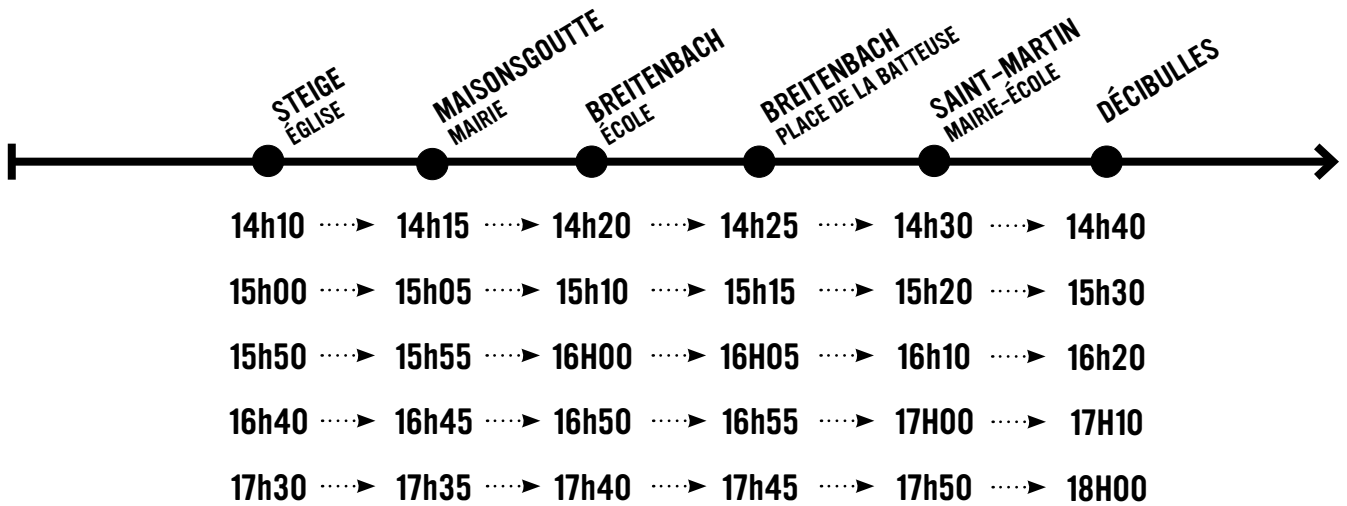 STEIGE
ÉGLISE
MAISONSGOUTTE
MAIRIE
BREITENBACH
ÉCOLE
BREITENBACH
PLACE DE LA BATTEUSE
SAINT-MARTIN
MAIRIE-ÉCOLE
DÉCIBULLES
14h10 14h15 14h20 14h25 14h30 14h40
15h00 15h05 15h10 15h15 15h20 15h30
15h50 15h55 16H00 16H05 16h10 16h20
16h40 16h45 16h50 16h55 17H00 17H10
17h30 17h35 17h40 17h45 17h50 18H00